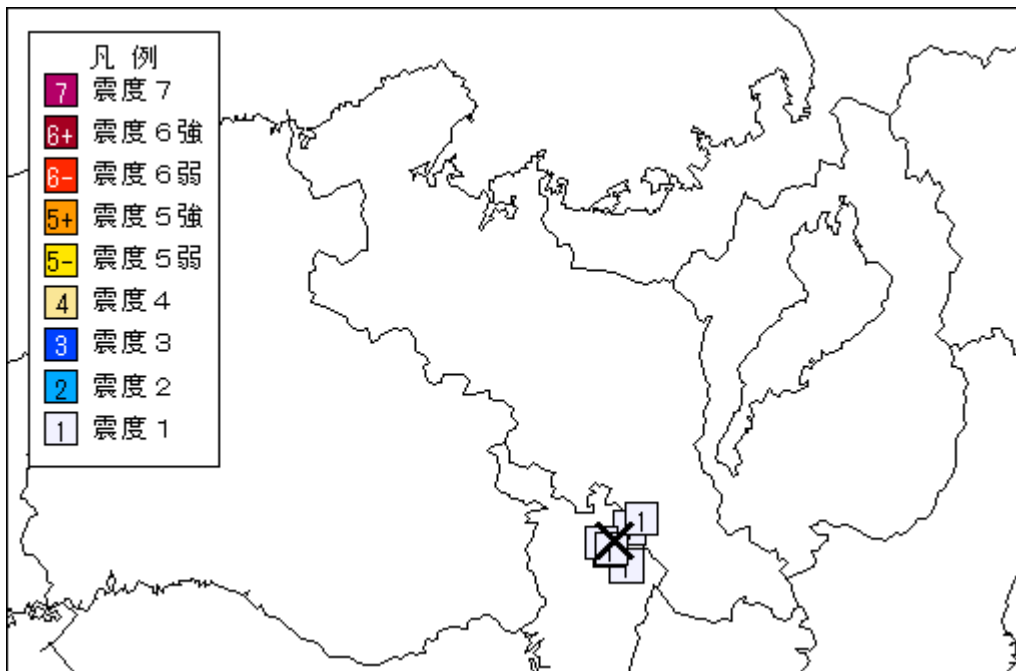 凡 例
7 震度７
6+ 震度６強
6- 震度６弱
5+ 震度５強
5- 震度５弱
4 震度４
3 震度３
2 震度２
1 震度１
1